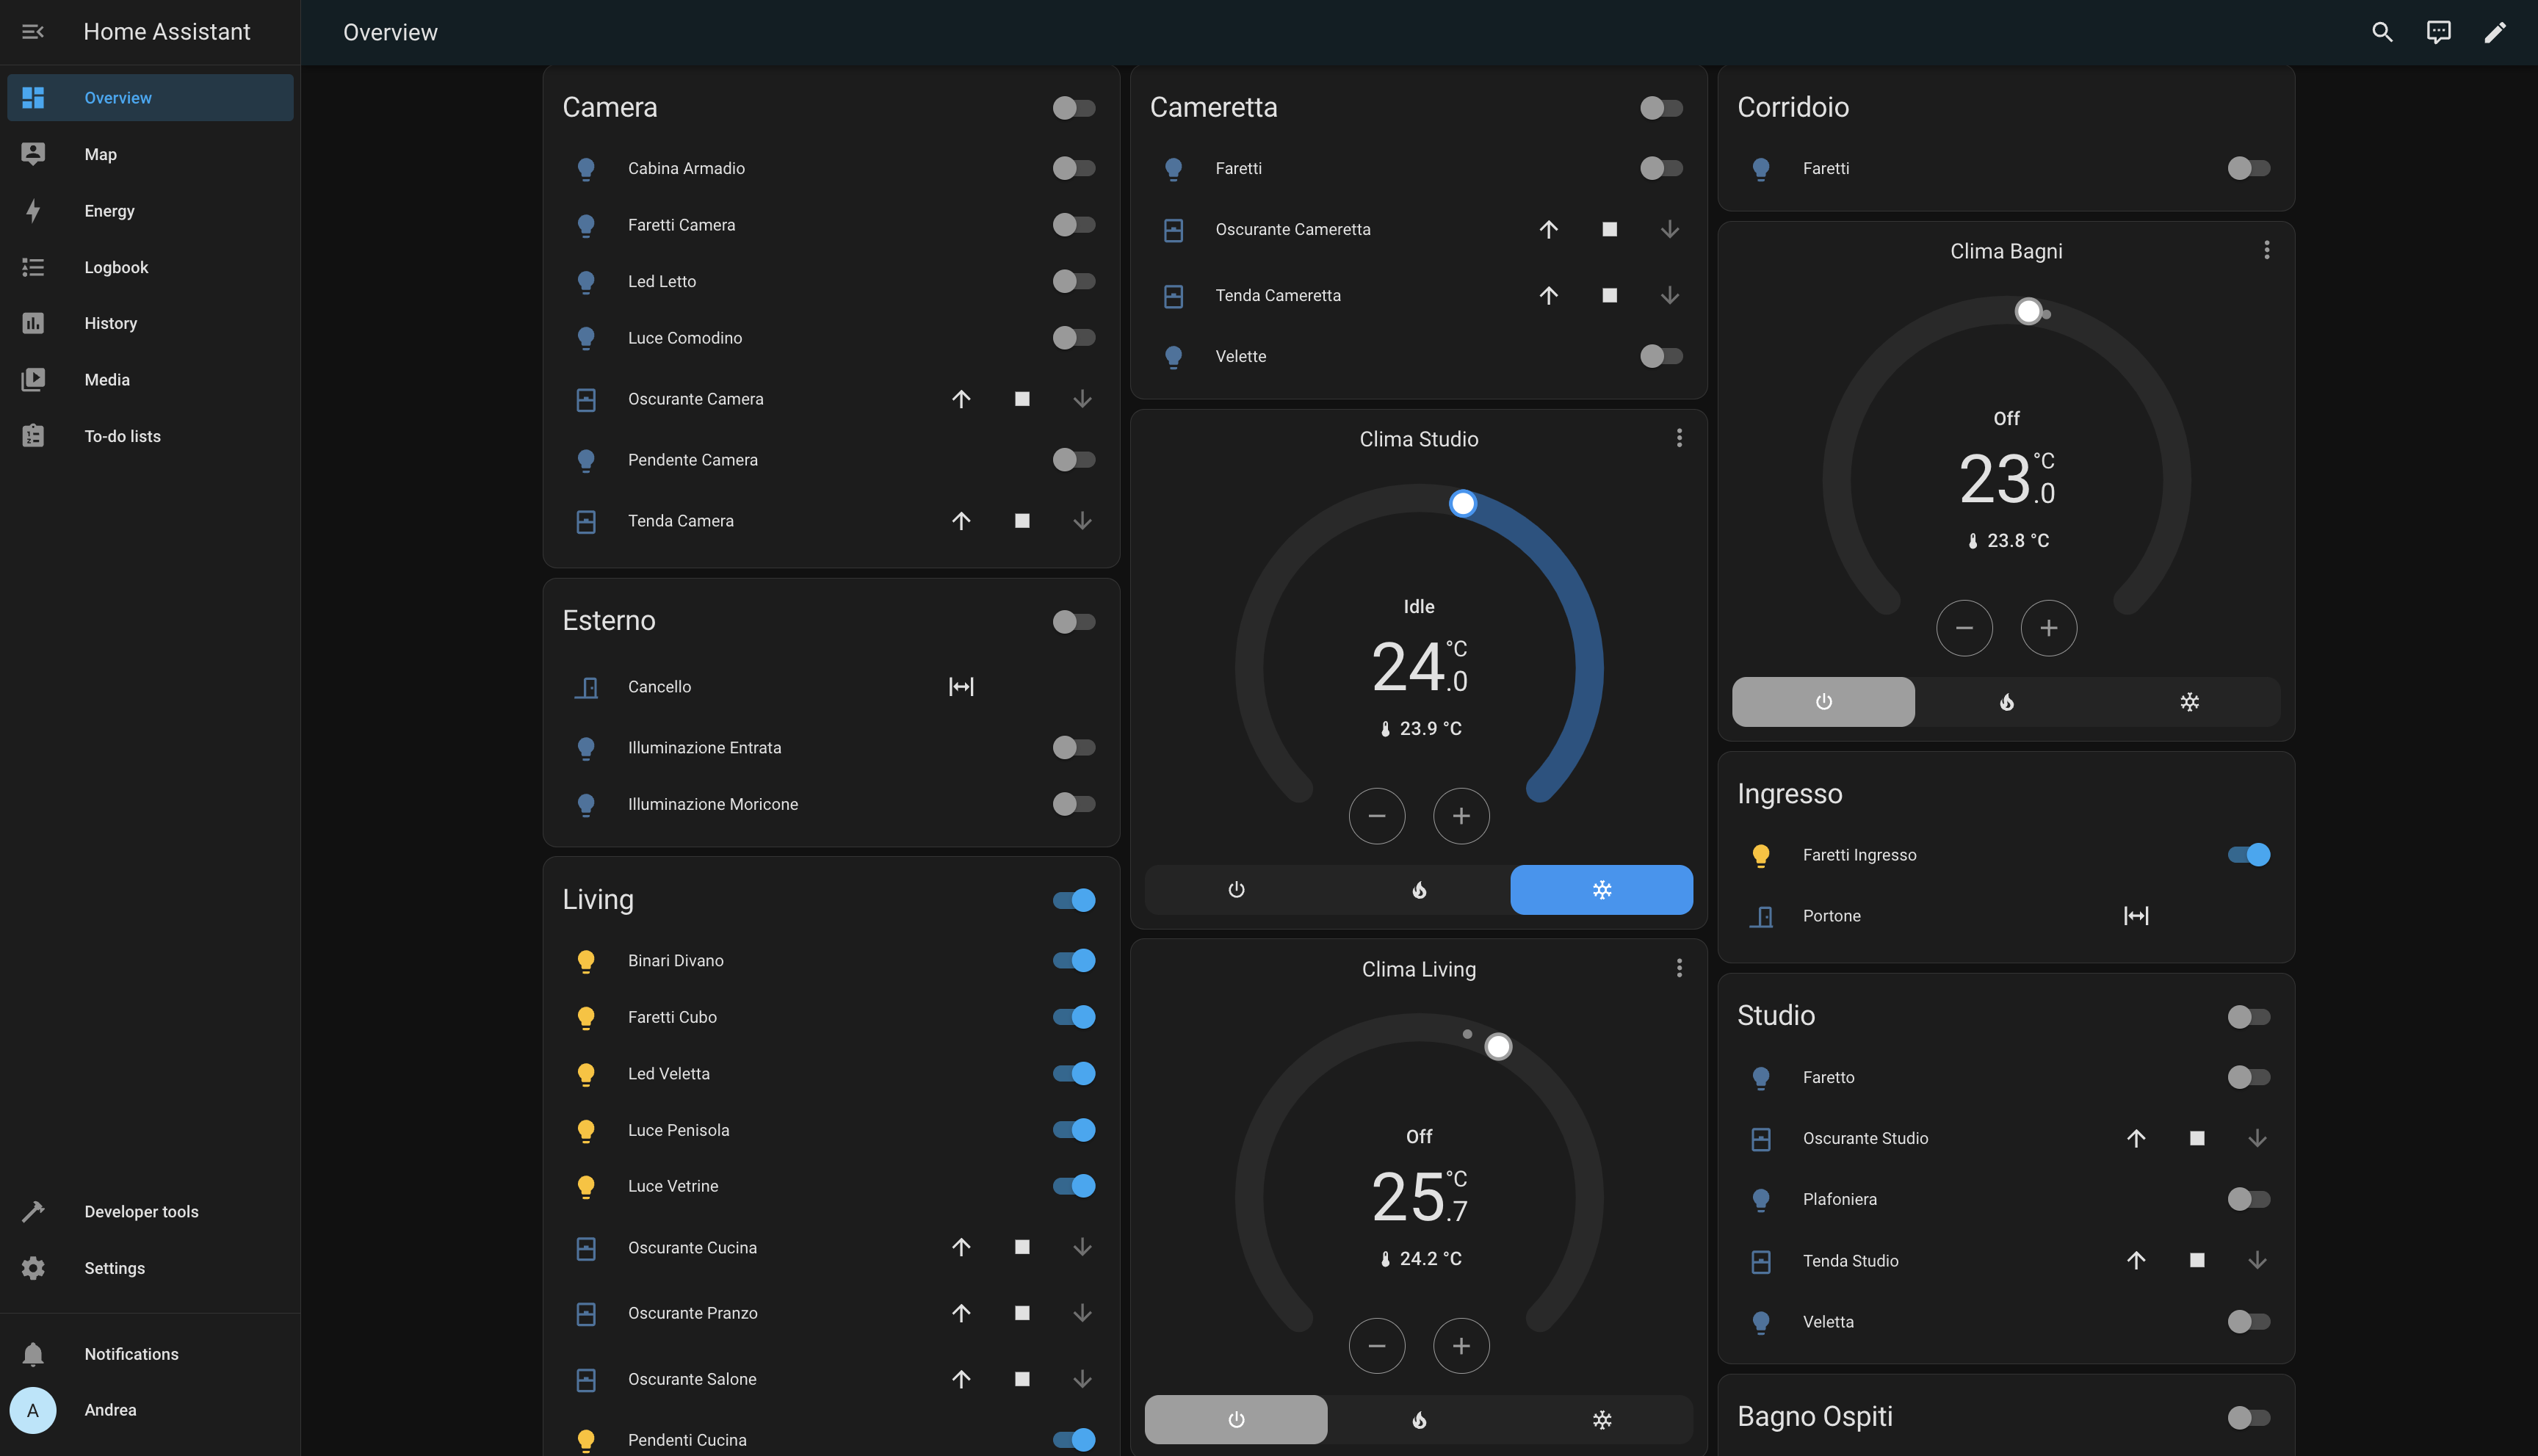 Home Assistant
Overview
Map
Energy
Logbook
History
Media
To-do lists
Developer tools
Settings
Notifications
A
Andrea
Overview
Camera
Cabina Armadio
Faretti Camera
Led Letto
Luce Comodino
Oscurante Camera
Pendente Camera
Tenda Camera
Esterno
Cancello
Illuminazione Entrata
Illuminazione Moricone
Living
Binari Divano
Faretti Cubo
Led Veletta
Luce Penisola
Luce Vetrine
Oscurante Cucina
Oscurante Pranzo
Oscurante Salone
Pendenti Cucina
Cameretta
Faretti
Oscurante Cameretta
Tenda Cameretta
Velette
Clima Studio
Idle
24.0 °C
23.9 °C
Clima Living
Off
25.7 °C
24.2 °C
Corridoio
Faretti
Clima Bagni
Off
23.0 °C
23.8 °C
Ingresso
Faretti Ingresso
Portone
Studio
Faretto
Oscurante Studio
Plafoniera
Tenda Studio
Veletta
Bagno Ospiti